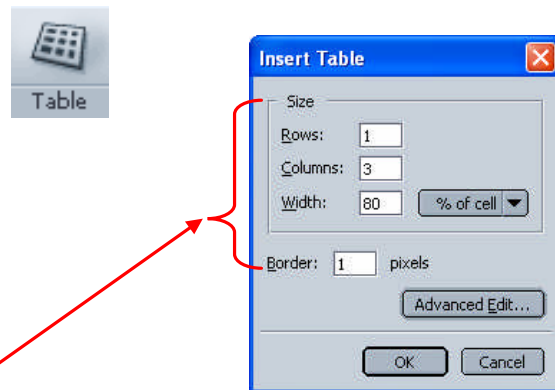 Table
Insert Table
Size
Rows: 1
Columns: 3
Width: 80 % of cell
Border: 1 pixels
Advanced Edit...
OK Cancel